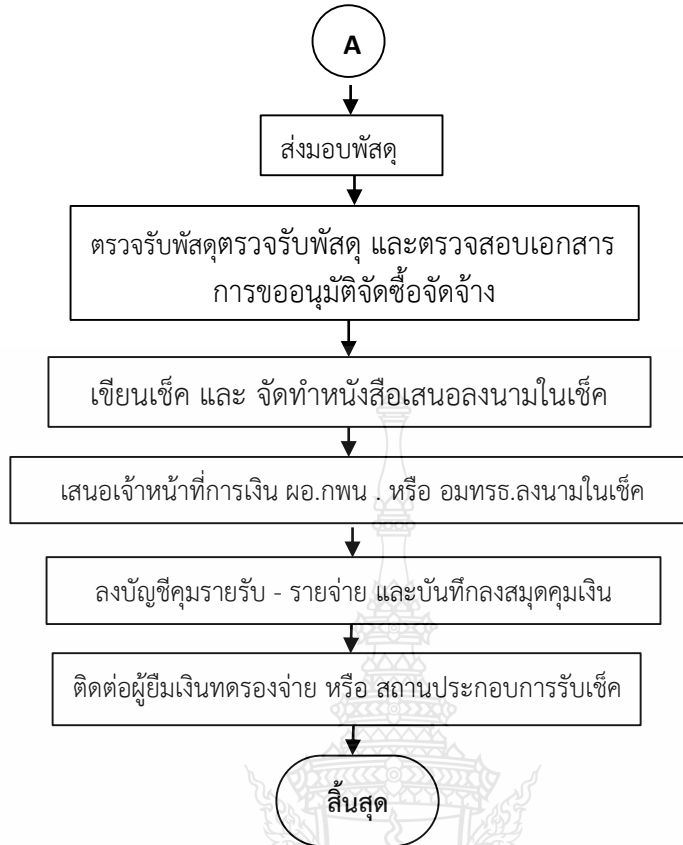 A
ส่งมอบพัสดุ
ตรวจรับพัสดุตรวจรับพัสดุ และตรวจสอบเอกสาร
การขออนุมัติจัดซื้อจัดจ้าง
เขียนเช็ค และ จัดทำหนังสือเสนอลงนามในเช็ค
เสนอเจ้าหน้าที่การเงิน ผอ.กพน . หรือ อมทรธ.ลงนามในเช็ค
ลงบัญชีคุมรายรับ - รายจ่าย และบันทึกลงสมุดคุมเงิน
ติดต่อผู้ยืมเงินทดรองจ่าย หรือ สถานประกอบการรับเช็ค
สิ้นสุด